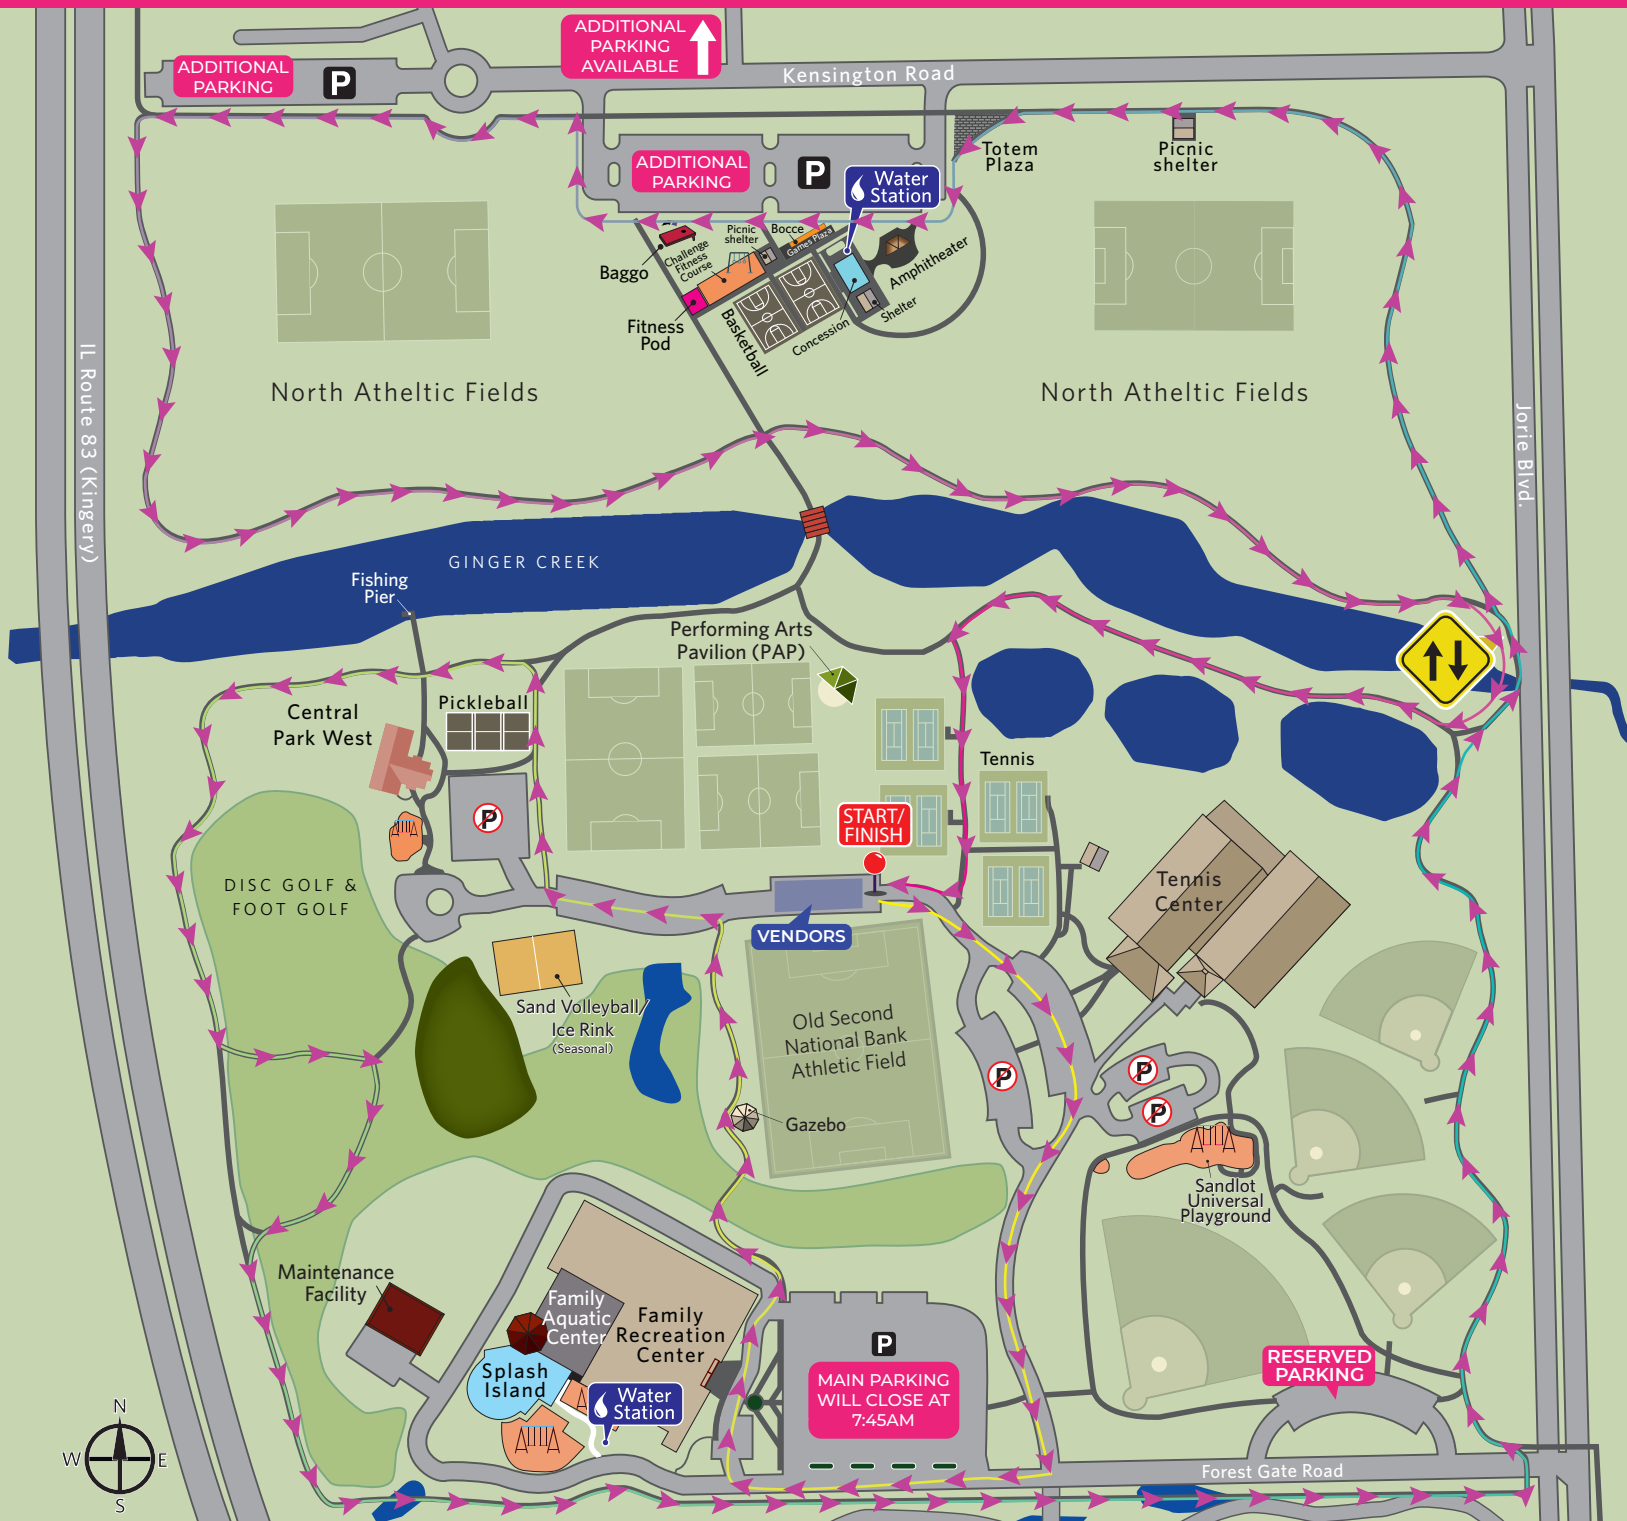 ADDITIONAL
PARKING
AVAILABLE
ADDITIONAL
PARKING
P
Kensington Road
ADDITIONAL
PARKING
P
Water
Station
Totem
Plaza
Picnic
shelter
Picnic
shelter
Bocce
Games Plaza
Challenge
Fitness
Course
Baggo
Amphitheater
Shelter
Concession
Basketball
Fitness
Pod
North Atheltic Fields
North Atheltic Fields
IL Route 83 (Kingery)
Jorie Blvd.
GINGER CREEK
Fishing
Pier
Performing Arts
Pavilion (PAP)
Pickleball
Central
Park West
Tennis
P
START/
FINISH
DISC GOLF &
FOOT GOLF
Tennis
Center
VENDORS
Sand Volleyball/
Ice Rink
(Seasonal)
Old Second
National Bank
Athletic Field
P
P
P
Gazebo
Sandlot
Universal
Playground
Maintenance
Facility
Family
Aquatic
Center
Family
Recreation
Center
Splash
Island
Water
Station
P
MAIN PARKING
WILL CLOSE AT
7:45AM
RESERVED
PARKING
Forest Gate Road
N
W
E
S